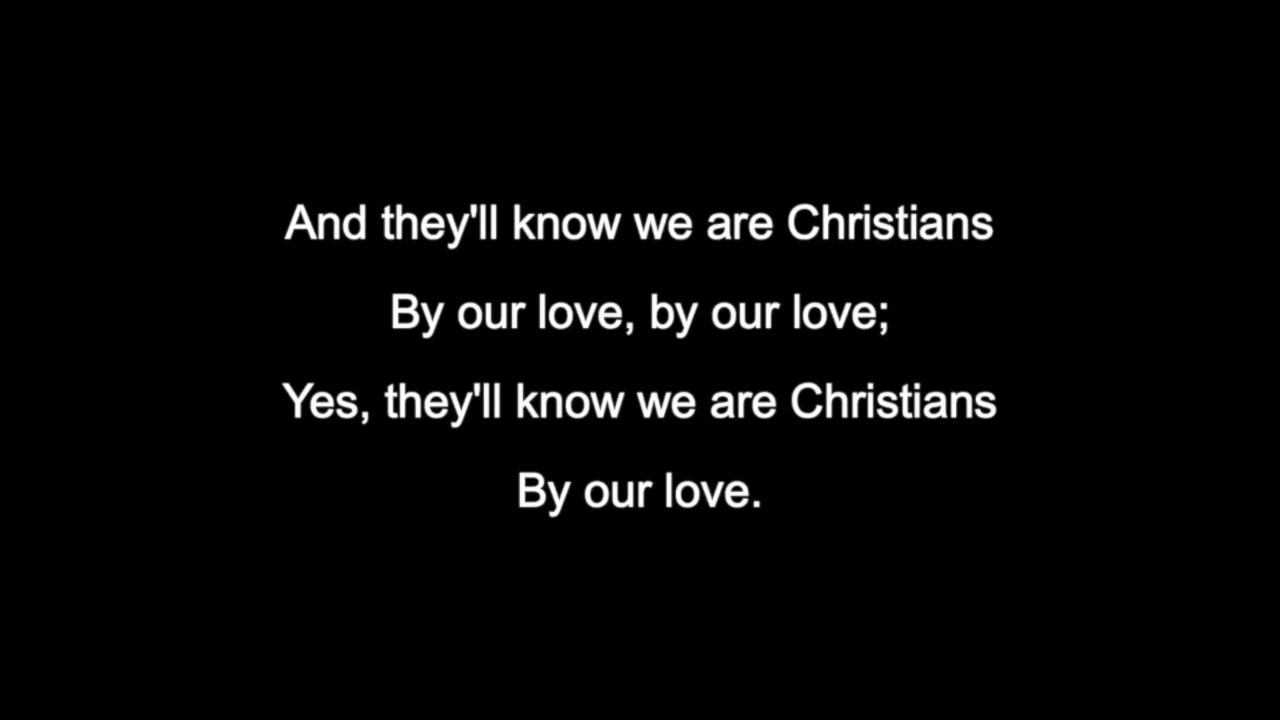 And they'll know we are Christians
By our love, by our love;
Yes, they'll know we are Christians
By our love.